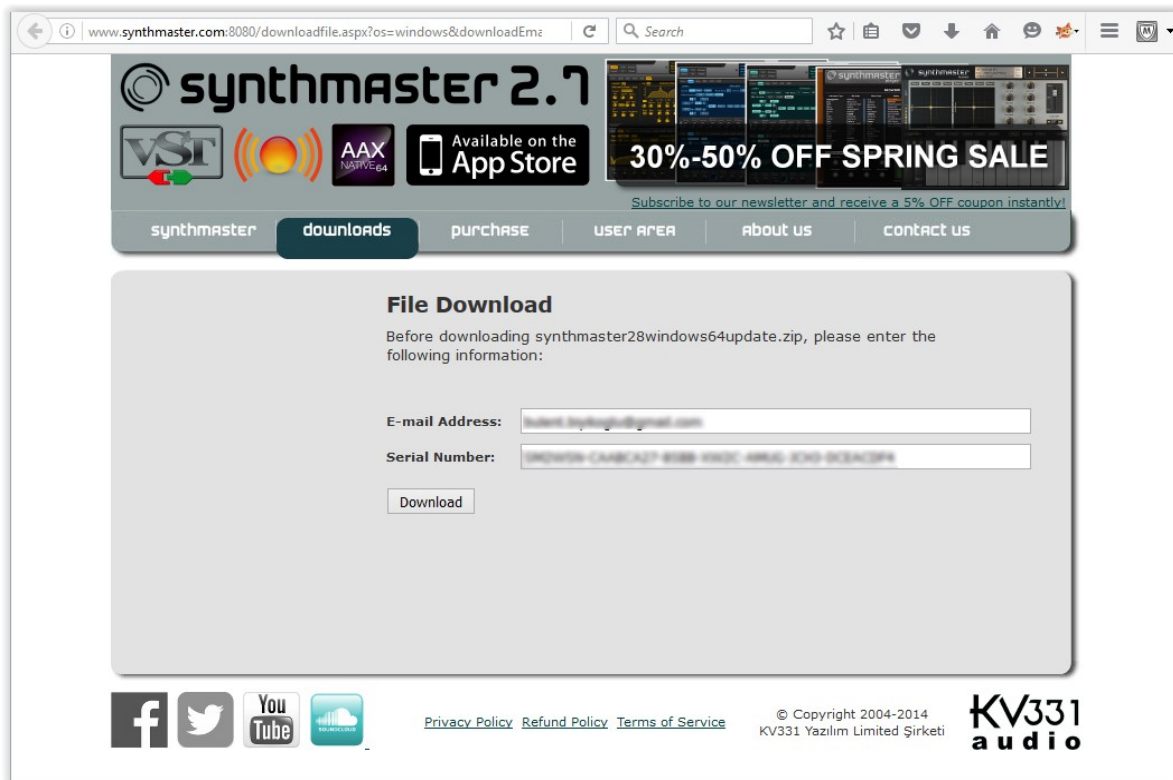 www.synthmaster.com:8080/downloadfile.aspx?os=windows&downloadEma
Search
synthmaster 2.7
VST
AAX
NATIVE64
Available on the
App Store
synthmaster
synthmaster
30%-50% OFF SPRING SALE
Subscribe to our newsletter and receive a 5% OFF coupon instantly!
synthmaster downloads purchase user area about us contact us
File Download
Before downloading synthmaster28windows64update.zip, please enter the
following information:
E-mail Address:
Serial Number:
Download
You
Tube
SOUNDCLOUD
Privacy Policy Refund Policy Terms of Service
© Copyright 2004-2014
KV331 Yazılım Limited Şirketi
KV331
audio